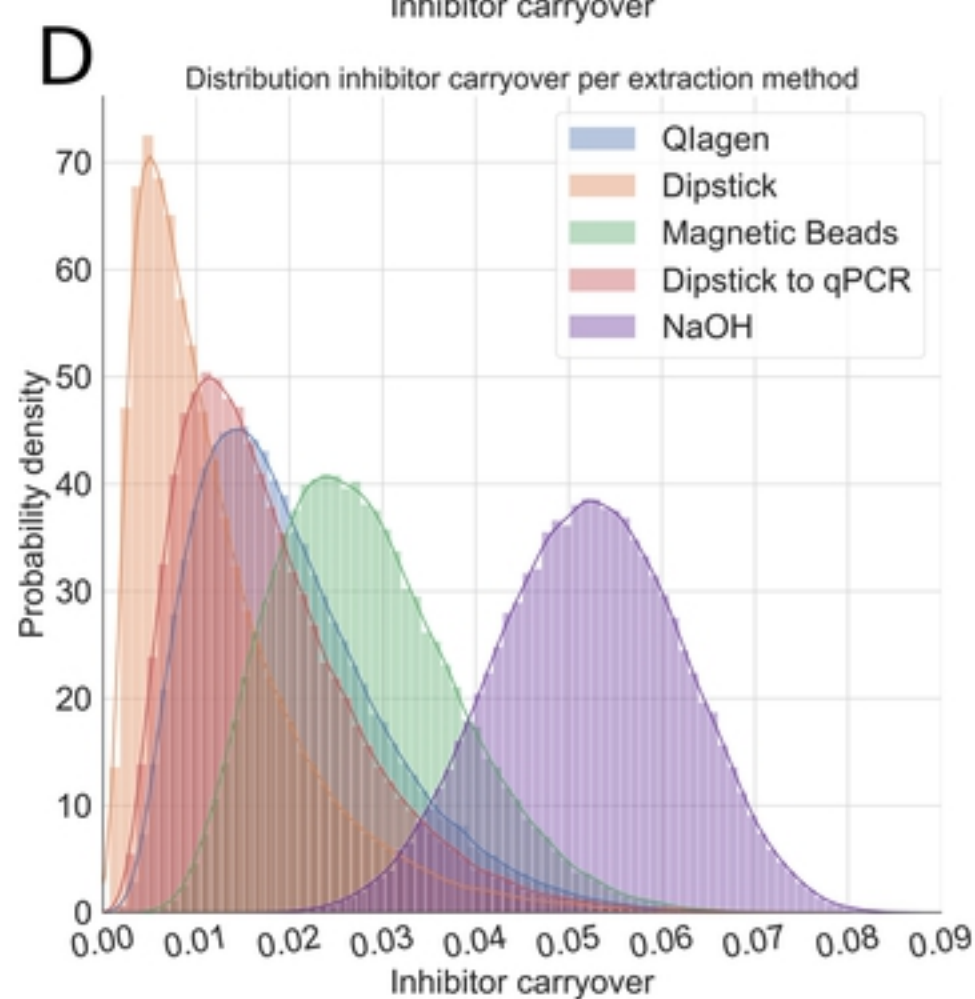 Inhibitor carryover
D
Distribution inhibitor carryover per extraction method
QIagen
Dipstick
Magnetic Beads
Dipstick to qPCR
NaOH
Probability density
70
60
50
40
30
20
10
0
0.00 0.01 0.02 0.03 0.04 0.05 0.06 0.07 0.08 0.09
Inhibitor carryover